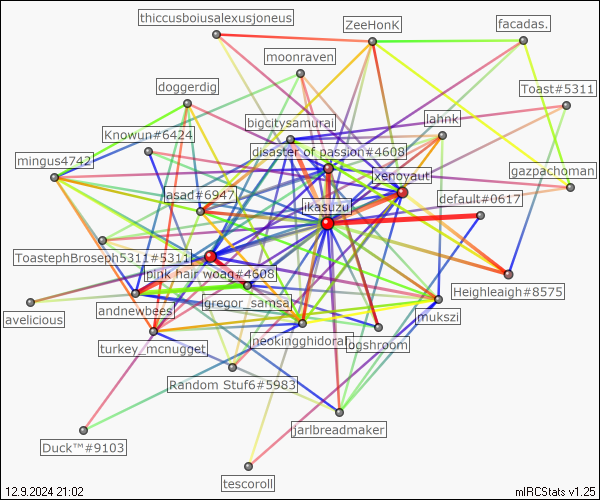 thiccusboiusalexusjoneus
ZeeHonK
facadas.
moonraven
doggerdig
Toast#5311
bigcitysamurai
lahnk
Knowun#6424
disaster of passion#4608
mingus4742
xenoyaut
gazpachoman
asad#6947
default#0617
ikasuzu
ToastephBroseph5311#5311
pink hair woag#4608
Heighleaigh#8575
gregor_samsa
avelicious
andnewbees
mukszi
neokingghidorah
logshroom
turkey_mcnugget
Random Stuf6#5983
jarlbreadmaker
Duck™#9103
tescoroll
12.9.2024 21:02
mIRCStats v1.25